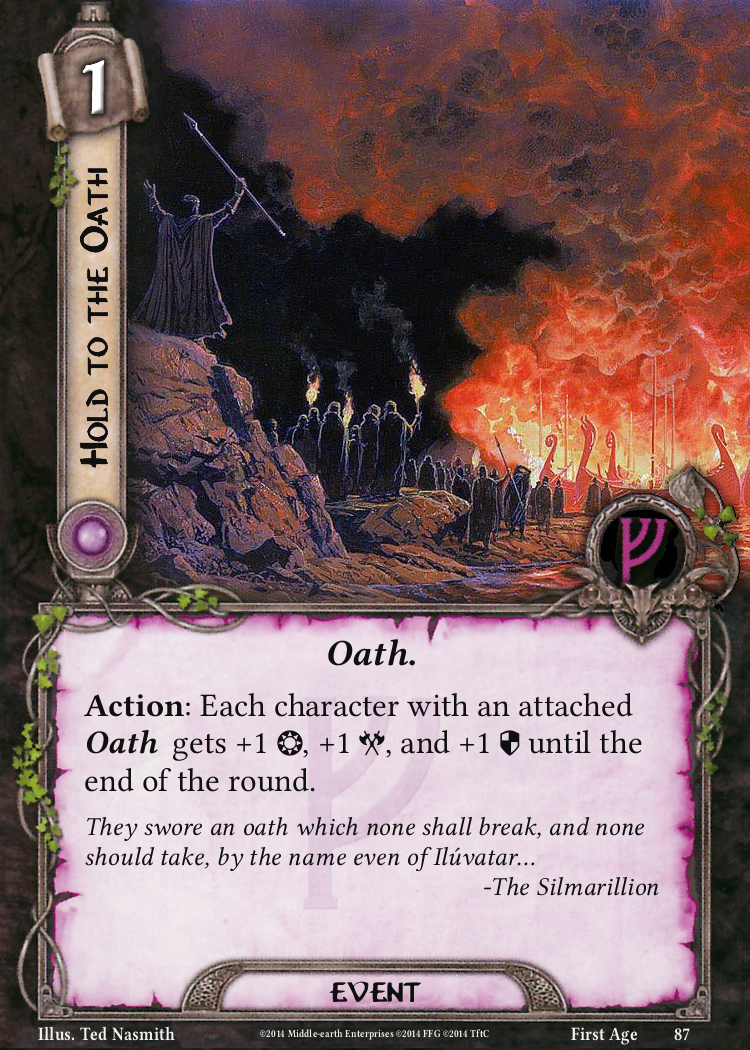 1
HOLD TO THE OATH
Oath.
Action: Each character with an attached
Oath gets +1 , +1 , and +1 until the
end of the round.
They swore an oath which none shall break, and none
should take, by the name even of Ilúvatar...
-The Silmarillion
EVENT
Illus. Ted Nasmith
©2014 Middle-earth Enterprises ©2014 FFG ©2014 TftC
First Age
87